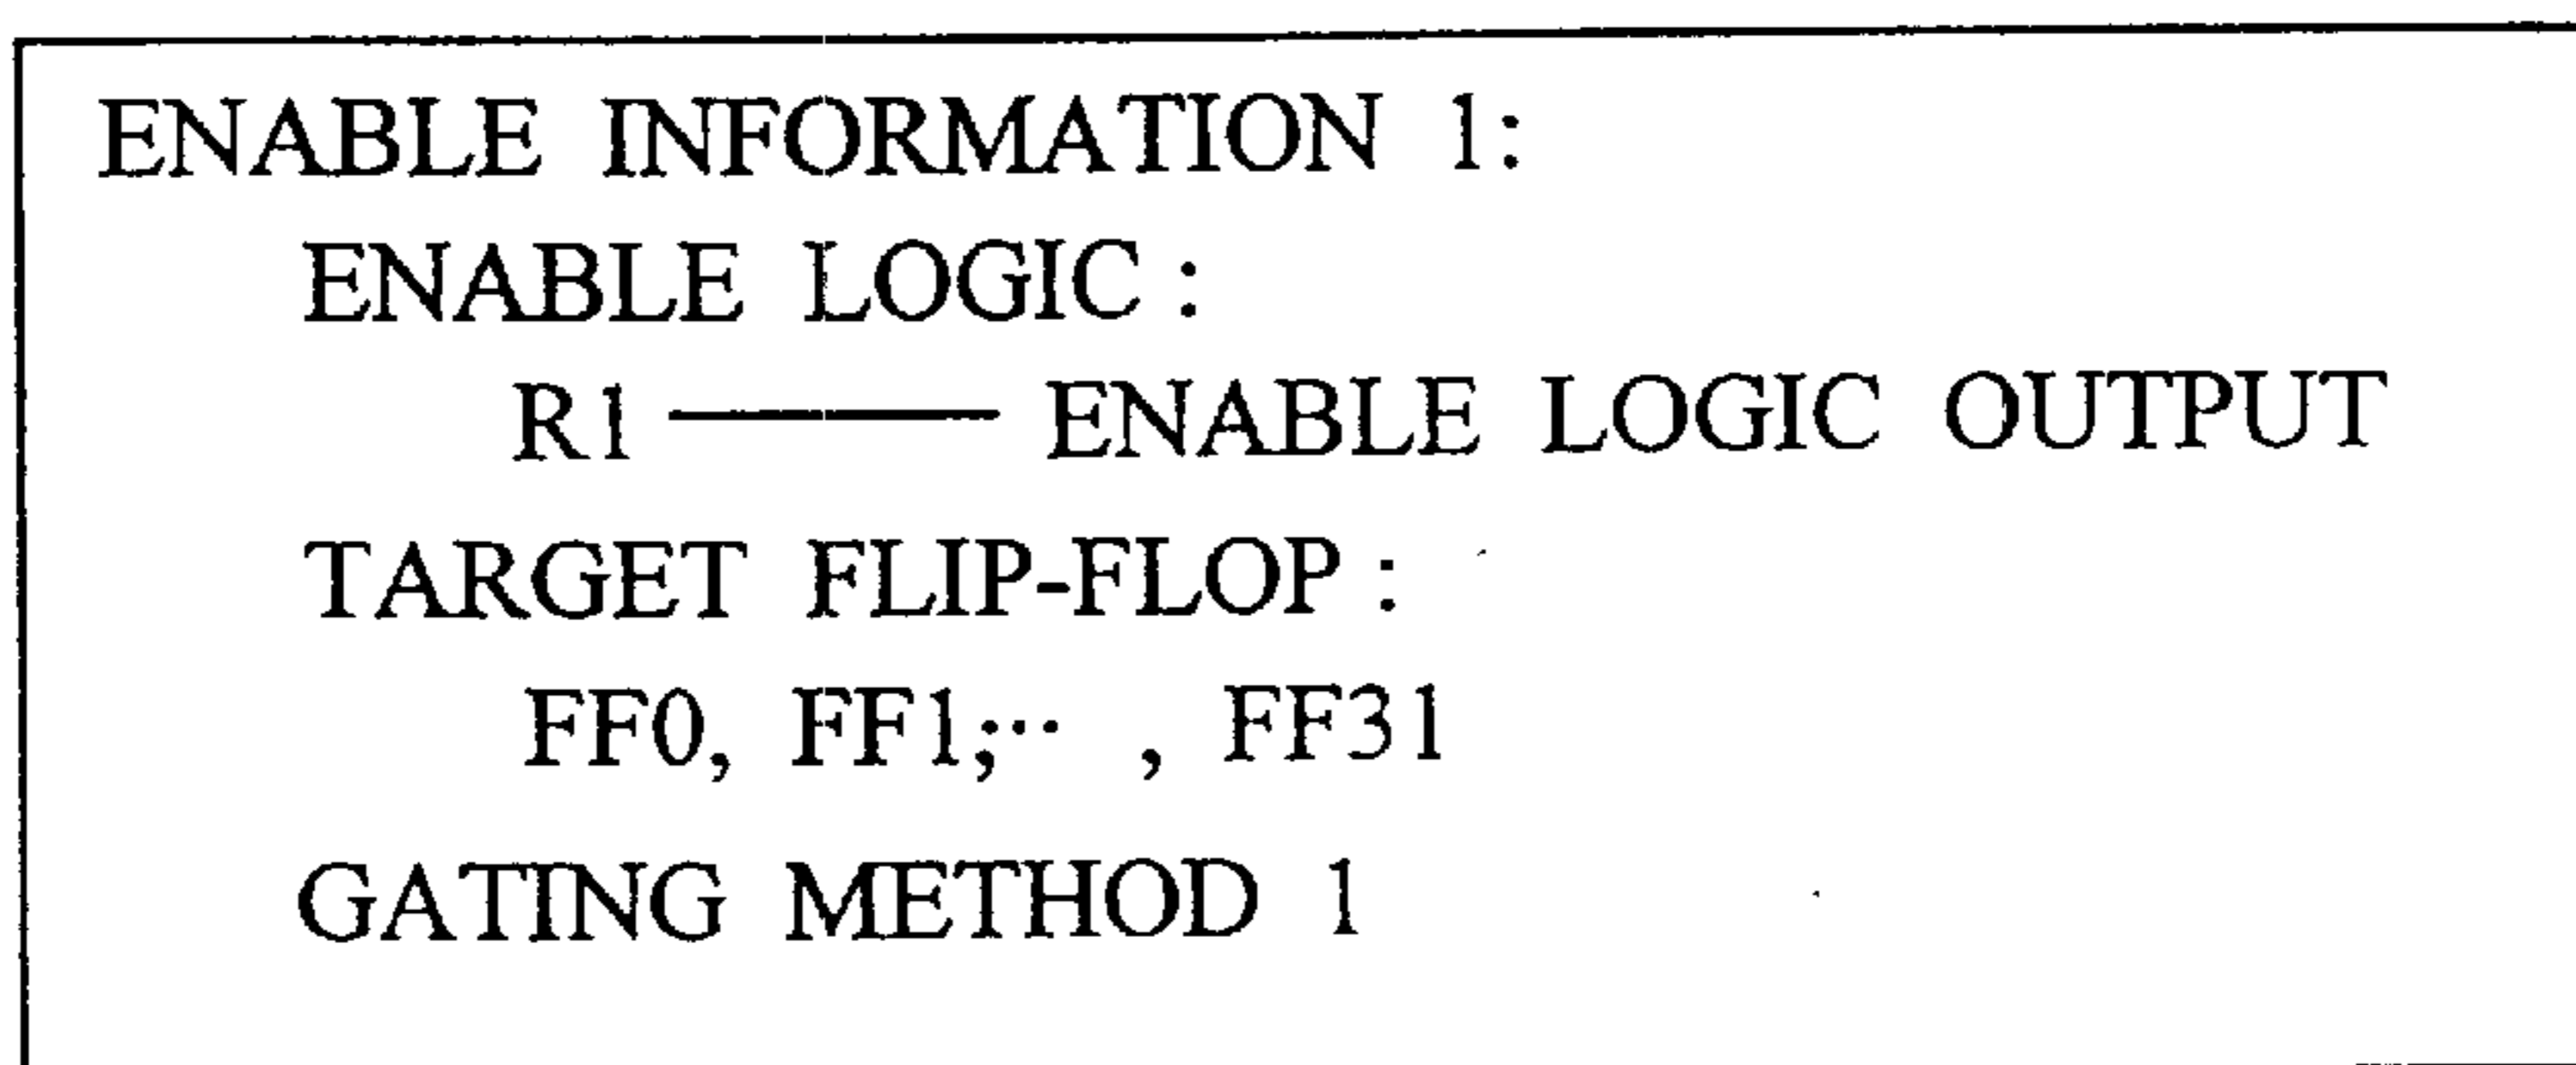 ENABLE INFORMATION 1:
ENABLE LOGIC :
R1 —— ENABLE LOGIC OUTPUT
TARGET FLIP-FLOP :
FF0, FF1,··· , FF31
GATING METHOD 1